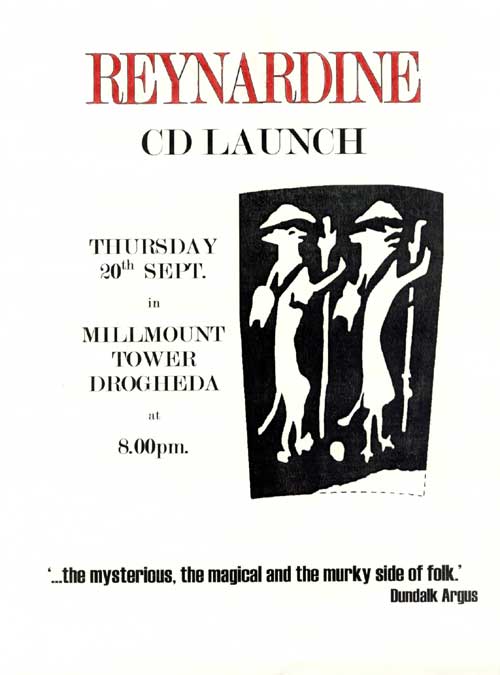 REYNARDINE
CD LAUNCH
THURSDAY
20th SEPT.
in
MILLMOUNT
TOWER
DROGHEDA
at
8.00pm.
'...the mysterious, the magical and the murky side of folk.'
Dundalk Argus